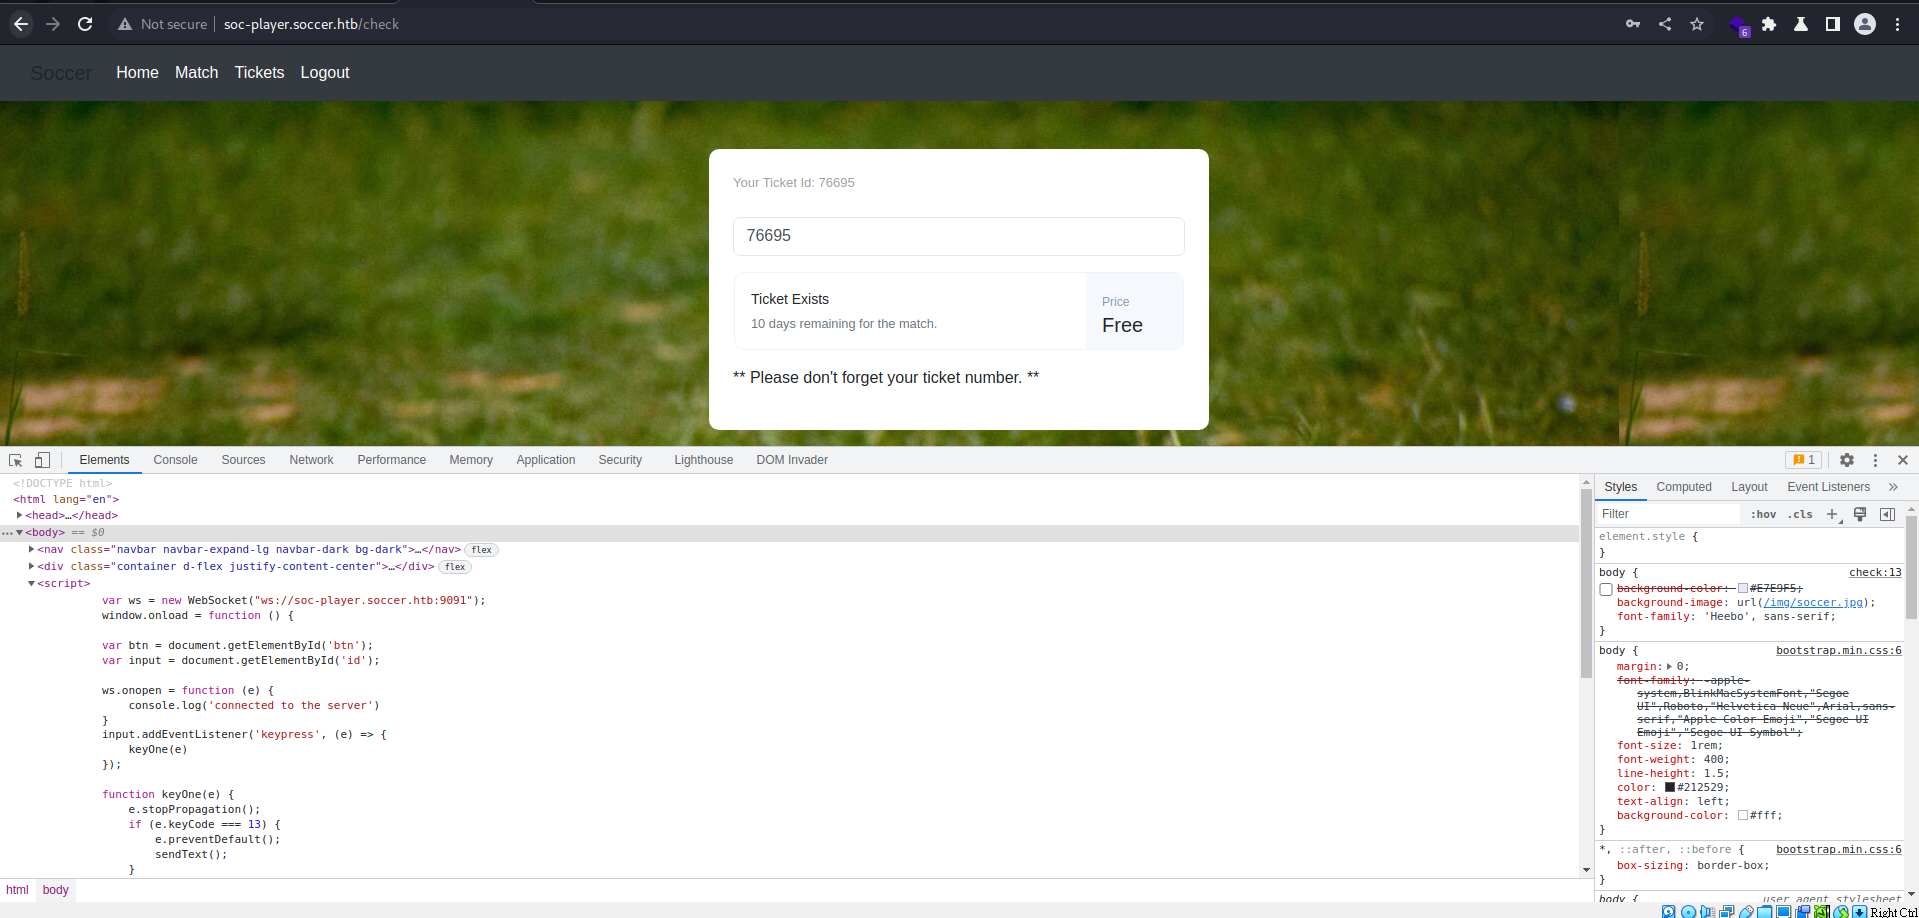 Not secure | soc-player.soccer.htb/check
6
Soccer Home Match Tickets Logout
Your Ticket Id: 76695
76695
Ticket Exists
10 days remaining for the match.
Price
Free
** Please don't forget your ticket number. **
Elements Console Sources Network Performance Memory Application Security Lighthouse DOM Invader 1
<!DOCTYPE html>
<html lang="en">
<head>…</head>
<body> == $0
<nav class="navbar navbar-expand-lg navbar-dark bg-dark">…</nav> flex
<div class="container d-flex justify-content-center">…</div> flex
<script>
var ws = new WebSocket("ws://soc-player.soccer.htb:9091");
window.onload = function () {
var btn = document.getElementById('btn');
var input = document.getElementById('id');
ws.onopen = function (e) {
console.log('connected to the server')
}
input.addEventListener('keypress', (e) => {
keyOne(e)
});
function keyOne(e) {
e.stopPropagation();
if (e.keyCode === 13) {
e.preventDefault();
sendText();
}
html body
Styles Computed Layout Event Listeners »
Filter :hov .cls +
element.style {
}
body { check:13
background-color: #E7E9F5;
background-image: url(/img/soccer.jpg);
font-family: 'Heebo', sans-serif;
}
body { bootstrap.min.css:6
margin: 0;
font-family: -apple-
system,BlinkMacSystemFont,"Segoe
UI",Roboto,"Helvetica Neue",Arial,sans-
serif,"Apple Color Emoji","Segoe UI
Emoji","Segoe UI Symbol";
font-size: 1rem;
font-weight: 400;
line-height: 1.5;
color: #212529;
text-align: left;
background-color: #fff;
}
*, ::after, ::before { bootstrap.min.css:6
box-sizing: border-box;
}
body { user agent stylesheet
Right Ctrl